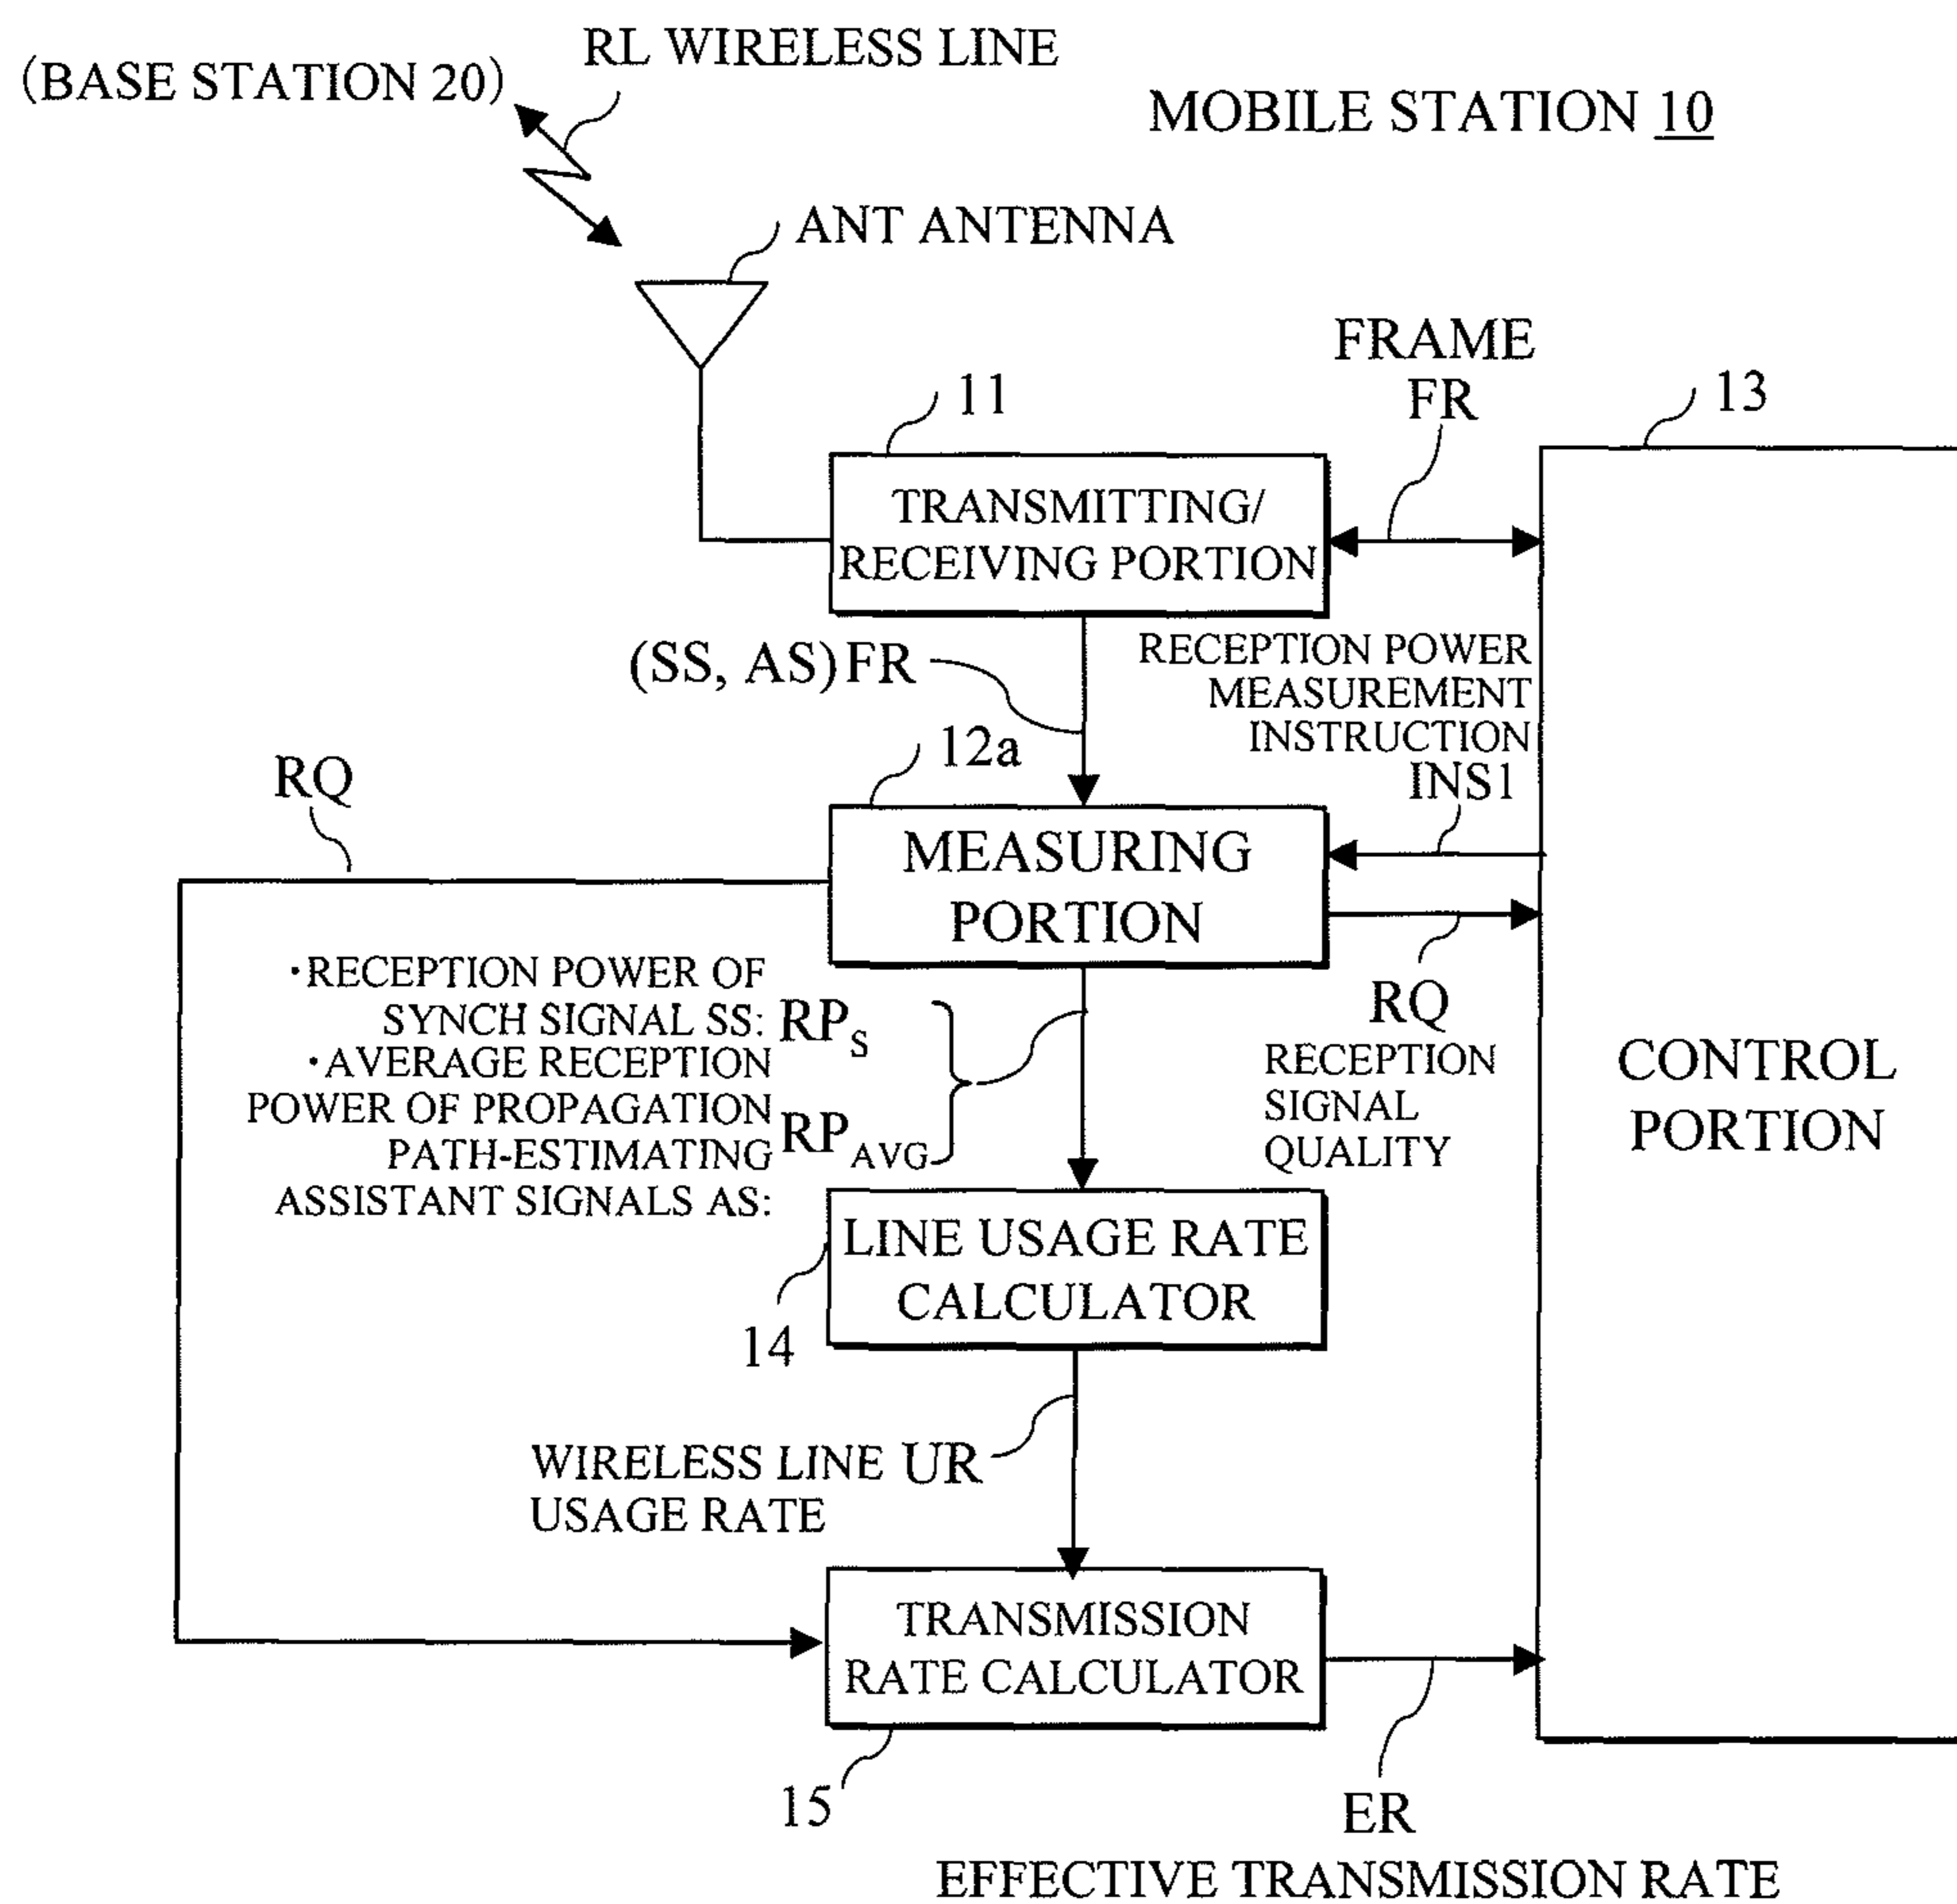 RL WIRELESS LINE
(BASE STATION 20)
MOBILE STATION 10
ANT ANTENNA
FRAME
FR
11
13
TRANSMITTING/
RECEIVING PORTION
(SS, AS) FR
RECEPTION POWER
MEASUREMENT
INSTRUCTION
INS1
12a
RQ
MEASURING
PORTION
RQ
RECEPTION
SIGNAL
QUALITY
·RECEPTION POWER OF
SYNCH SIGNAL SS: RPS
·AVERAGE RECEPTION
POWER OF PROPAGATION
PATH-ESTIMATING
ASSISTANT SIGNALS AS:
RPAVG
CONTROL
PORTION
LINE USAGE RATE
CALCULATOR
14
WIRELESS LINE UR
USAGE RATE
TRANSMISSION
RATE CALCULATOR
15
ER
EFFECTIVE TRANSMISSION RATE